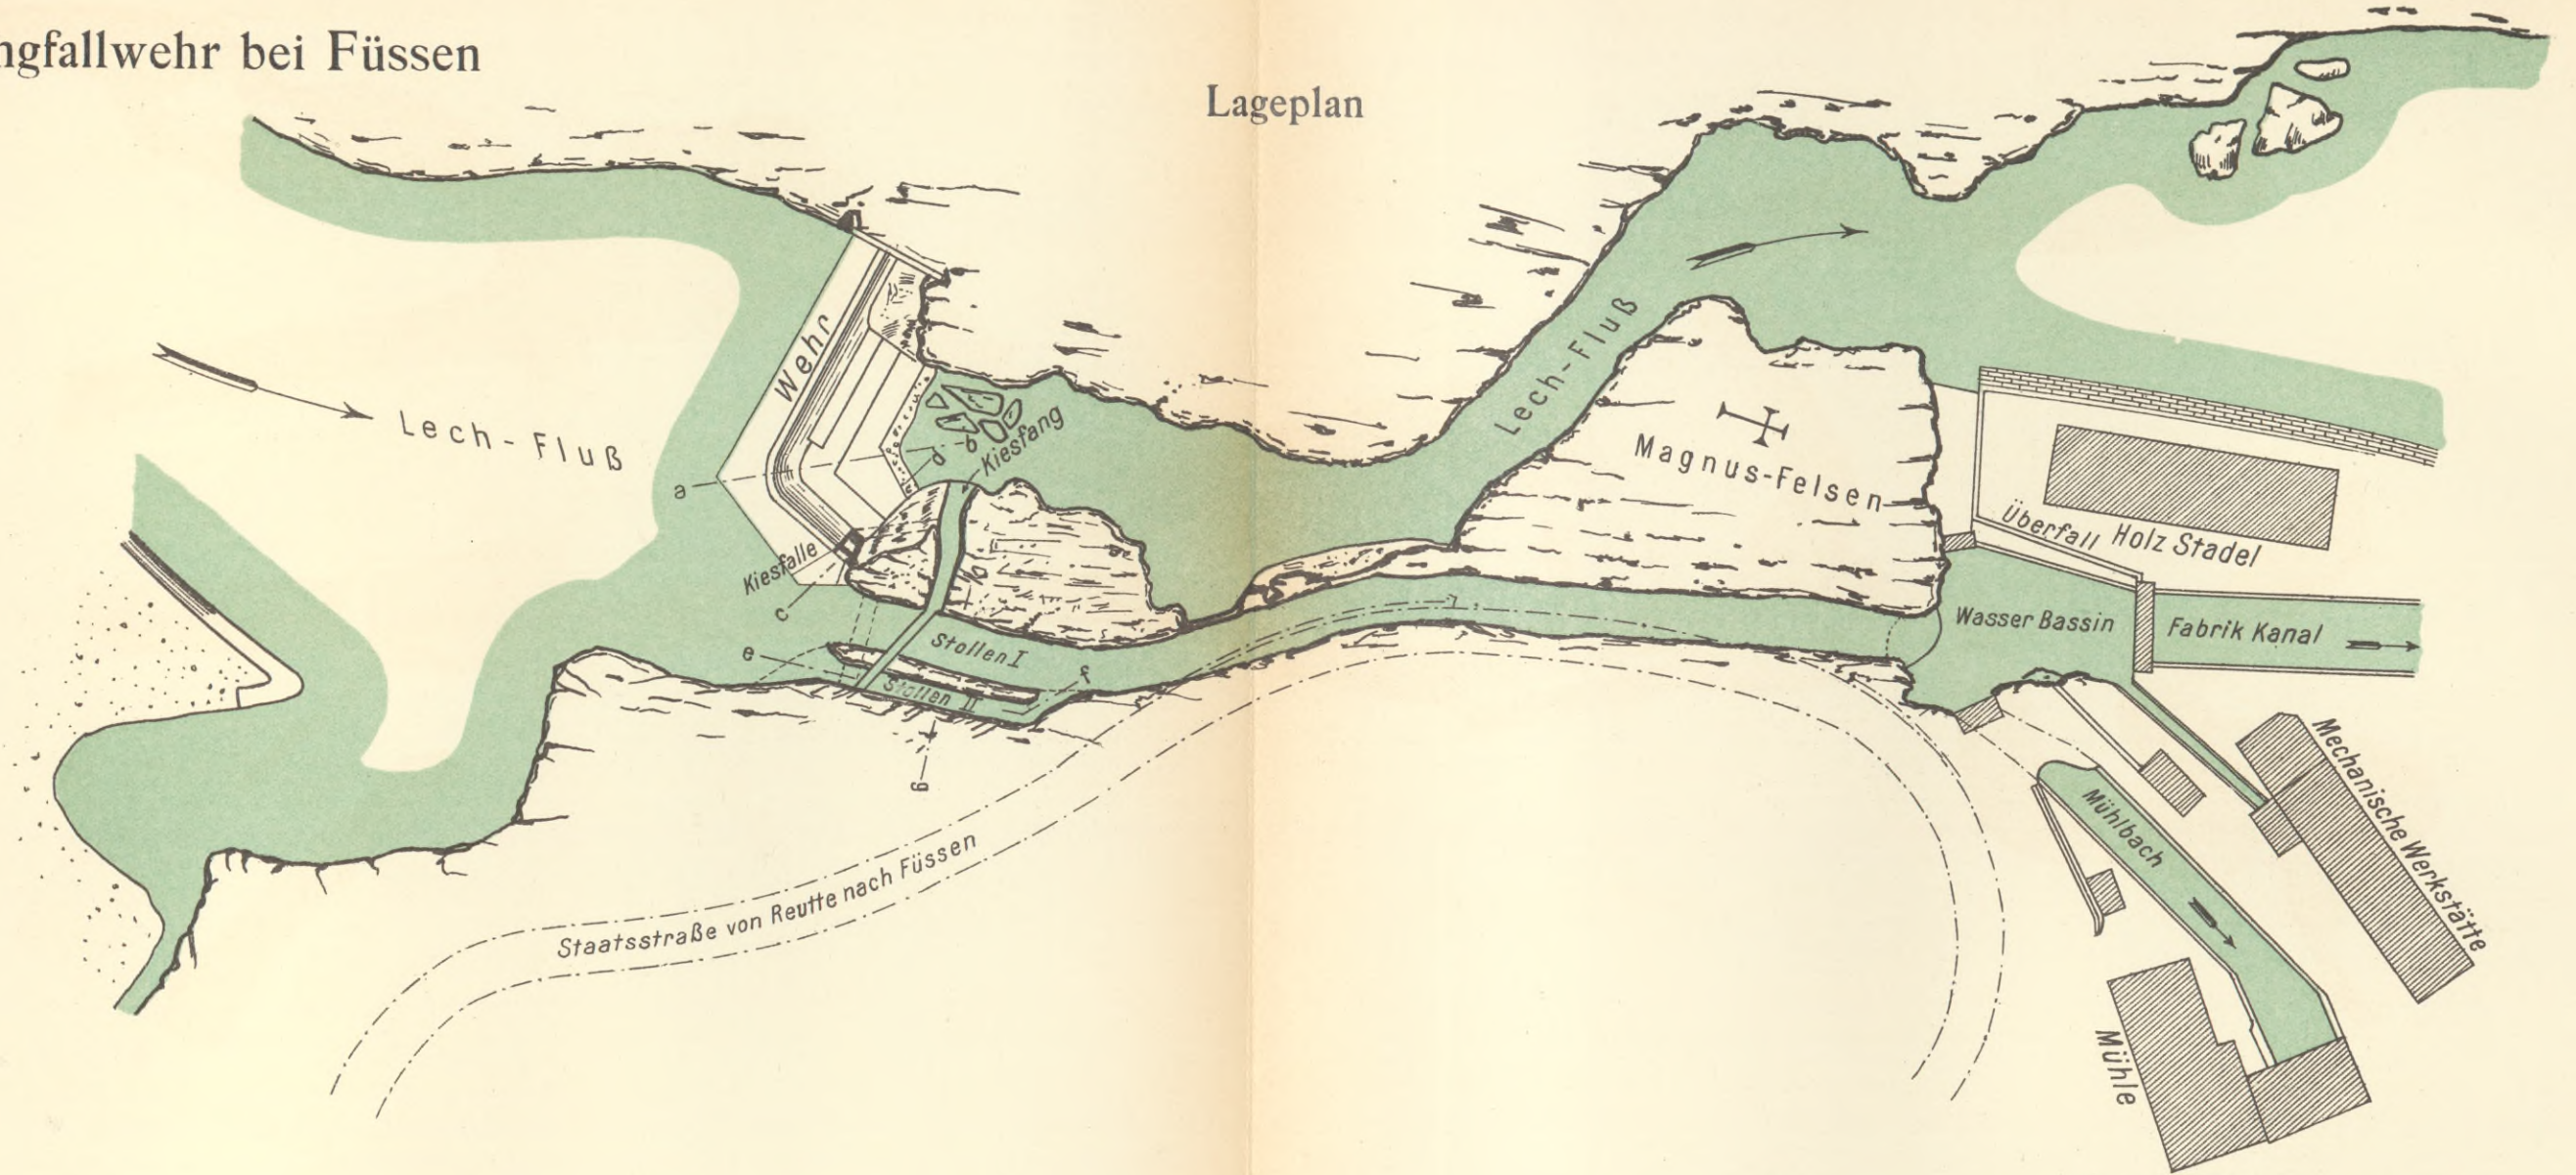 ngfallwehr bei Füssen
Lageplan
Lech-Fluß
Wehr
a
b
d
Kiesfang
Kiesfalle
c
e
Stollen I
Stollen II
f
g
Lech-Fluß
Magnus-Felsen
Überfall
Holz Stadel
Wasser Bassin
Fabrik Kanal
Mechanische Werkstätte
Mühlbach
Mühle
Staatsstraße von Reutte nach Füssen